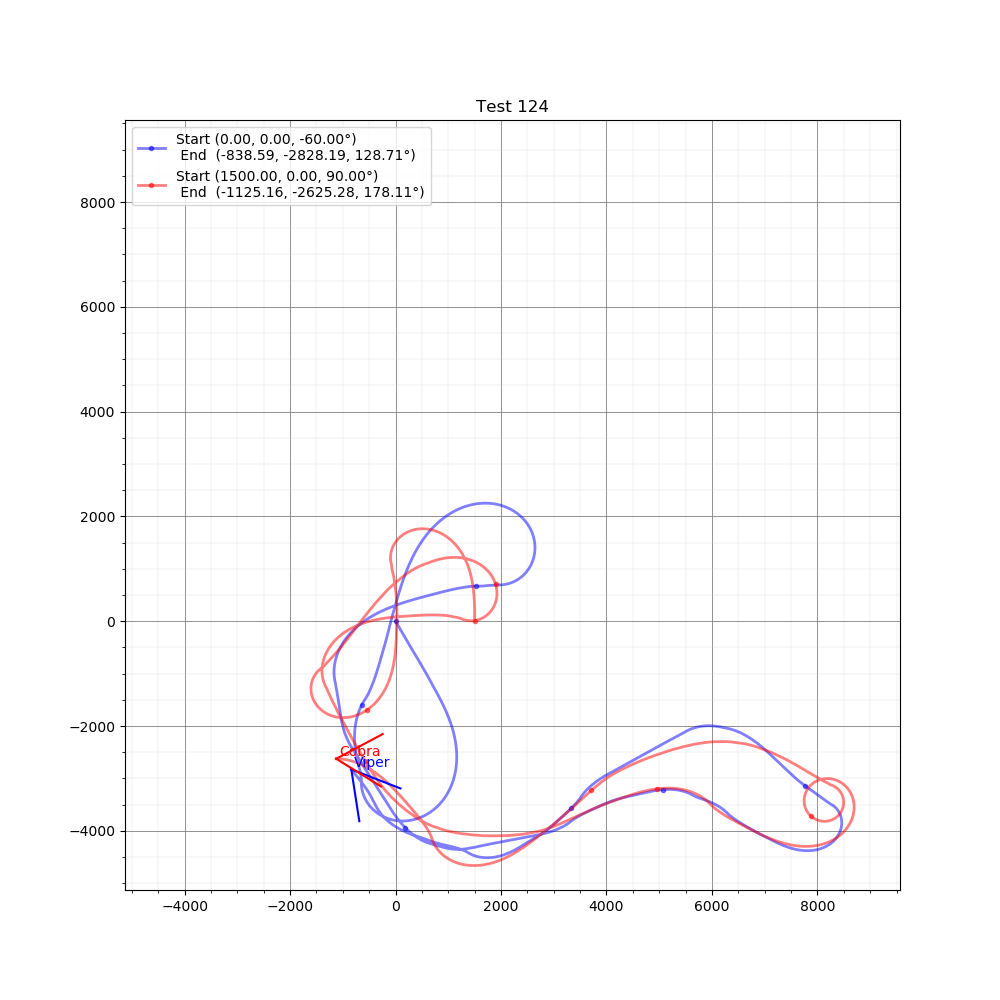 Test 124
Start (0.00, 0.00, -60.00°)
End (-838.59, -2828.19, 128.71°)
Start (1500.00, 0.00, 90.00°)
End (-1125.16, -2625.28, 178.11°)
8000
6000
4000
2000
0
−2000
−4000
Cobra
Viper
−4000
−2000
0
2000
4000
6000
8000